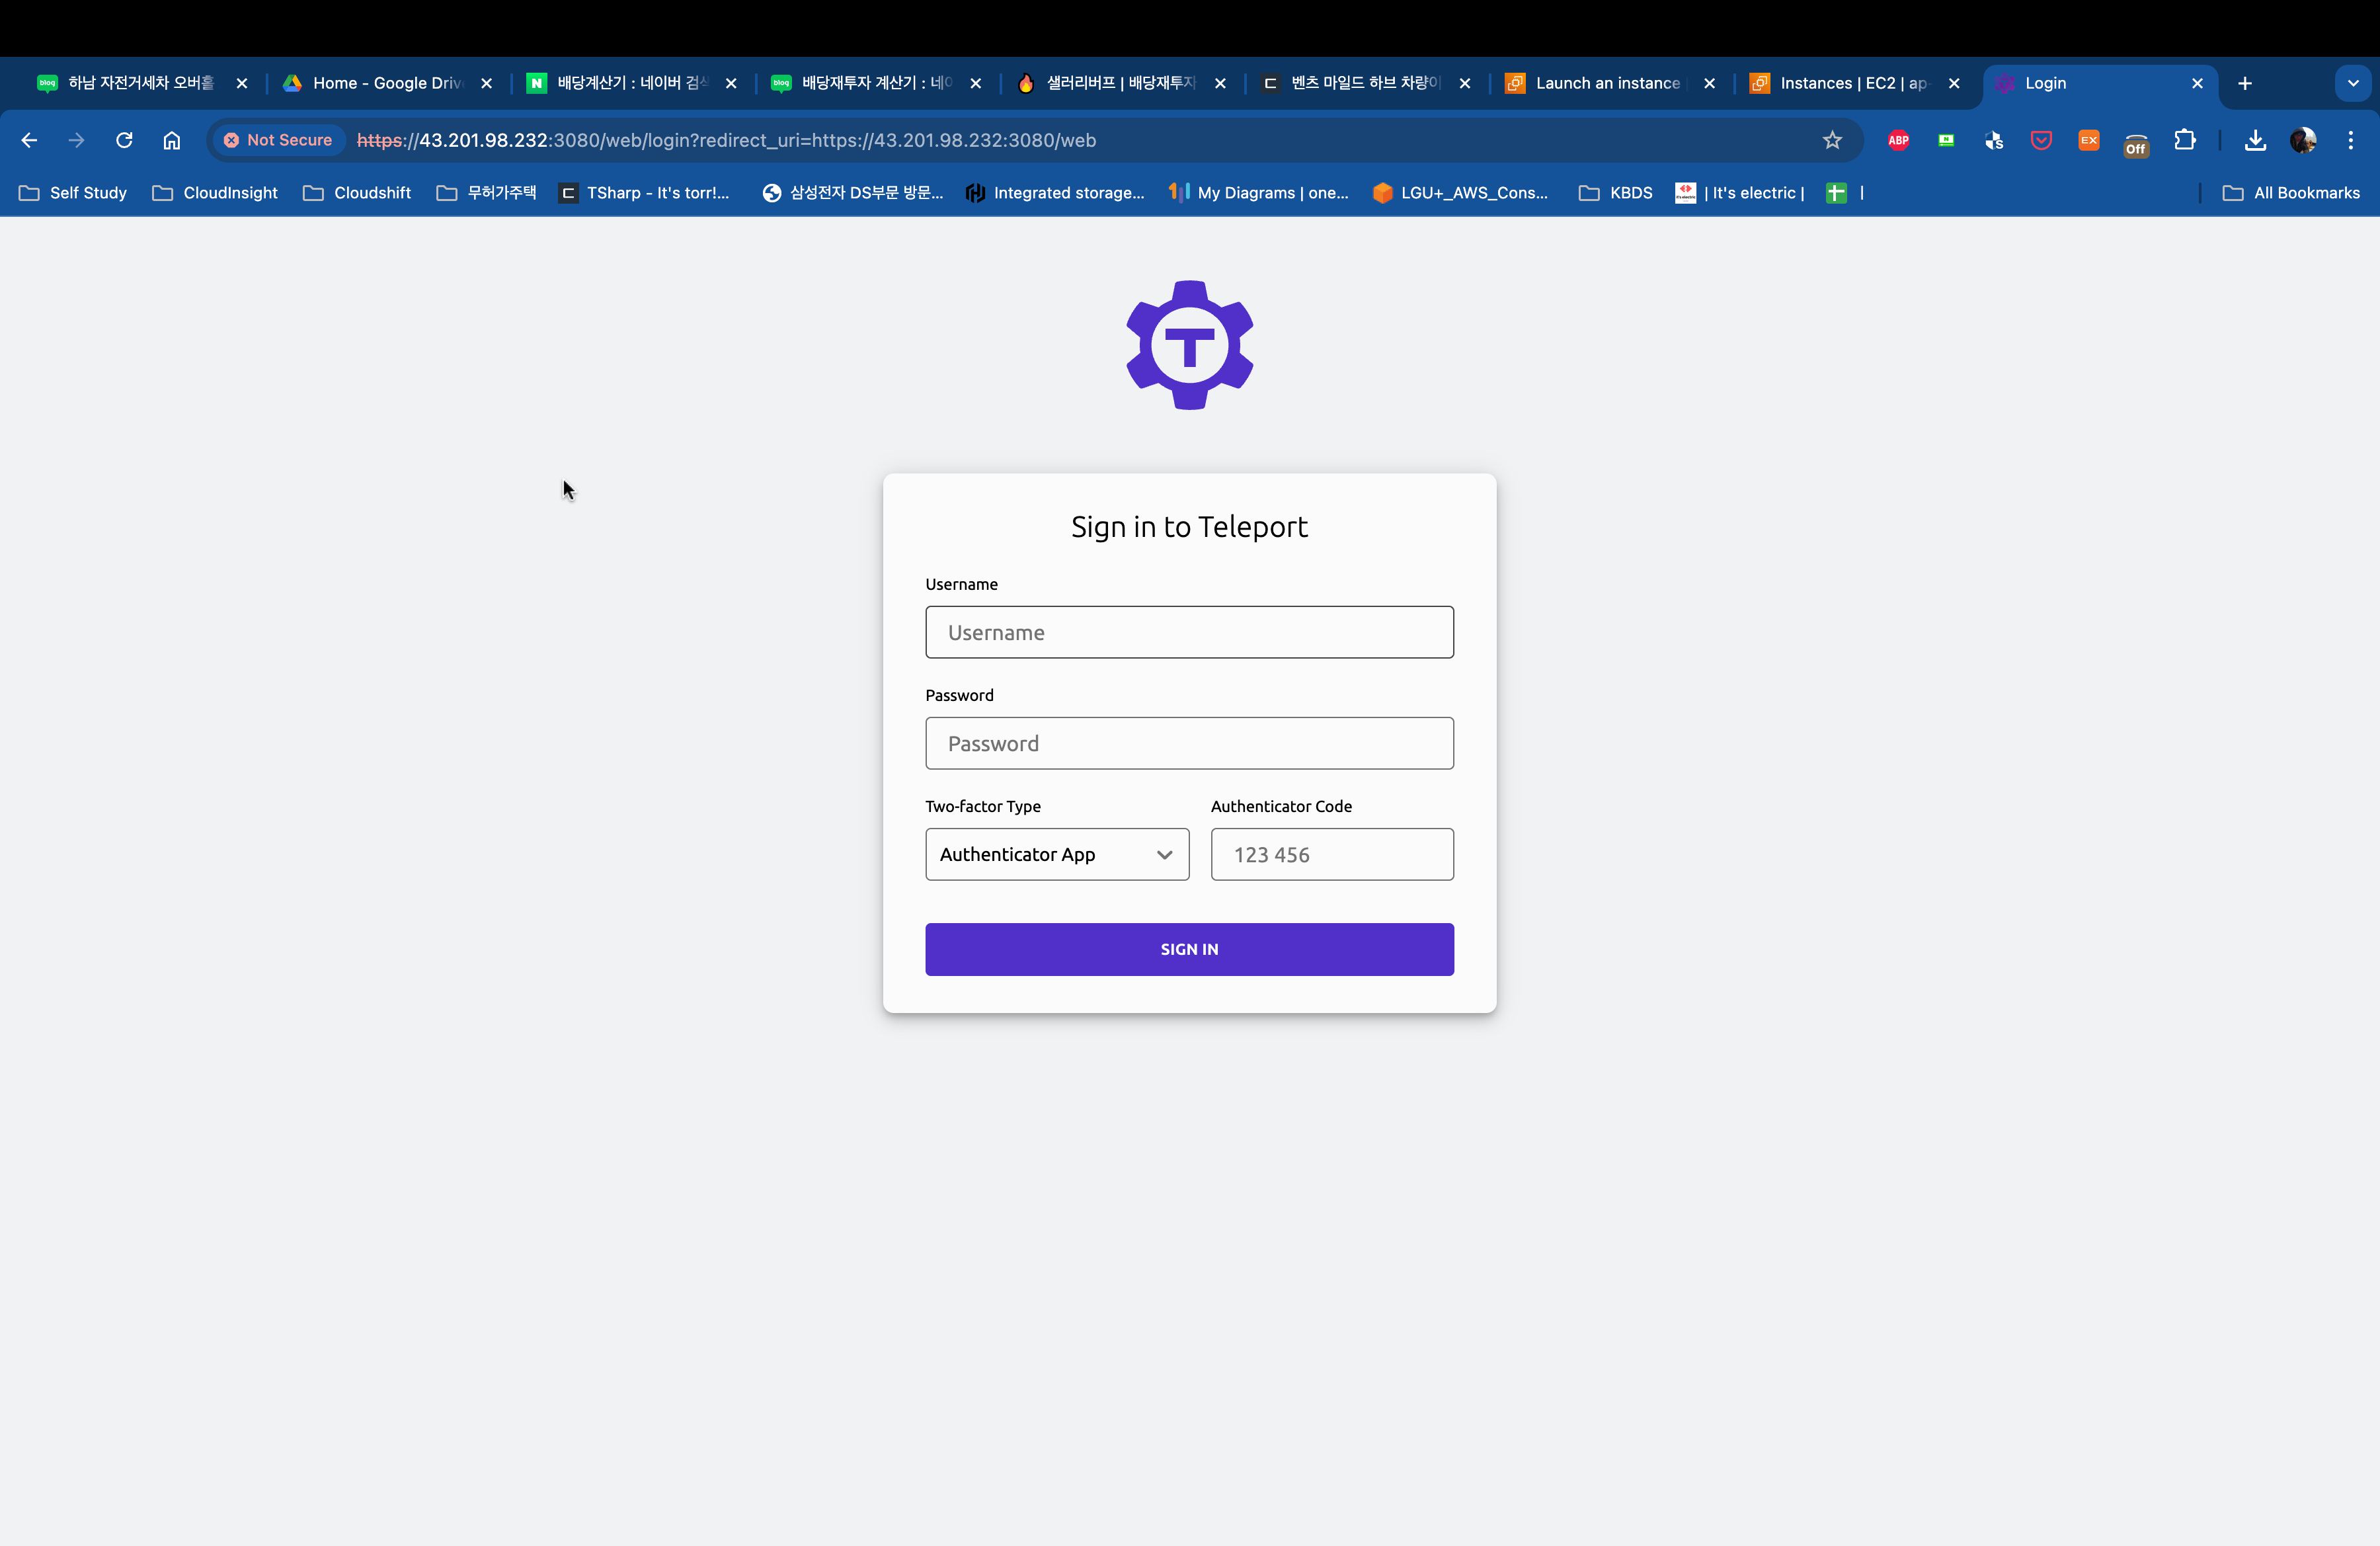 하남 자전거세차 오버홀
Home - Google Driv
배당계산기 : 네이버 검색
배당재투자 계산기 : 네이
샐러리버프 | 배당재투자
벤츠 마일드 하브 차량이
Launch an instance
Instances | EC2 | ap-
Login
Not Secure
https://43.201.98.232:3080/web/login?redirect_uri=https://43.201.98.232:3080/web
ABP
EX
Off
Self Study
CloudInsight
Cloudshift
무허가주택
TSharp - It's torr!...
삼성전자 DS부문 방문...
Integrated storage...
My Diagrams | one...
LGU+_AWS_Cons...
KBDS
| It's electric |
|
All Bookmarks
T
Sign in to Teleport
Username
Username
Password
Password
Two-factor Type
Authenticator Code
Authenticator App
123 456
SIGN IN